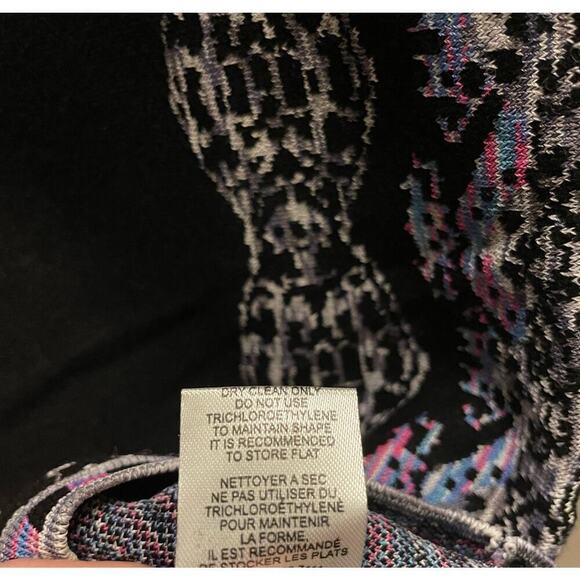 DRY CLEAN ONLY
DO NOT USE
TRICHLOROETHYLENE
TO MAINTAIN SHAPE
IT IS RECOMMENDED
TO STORE FLAT
NETTOYER A SEC
NE PAS UTILISER DU
TRICHLOROETHYLENE
POUR MAINTENIR
LA FORME,
IL EST RECOMMANDÉ
DE STOCKER LES PLATS